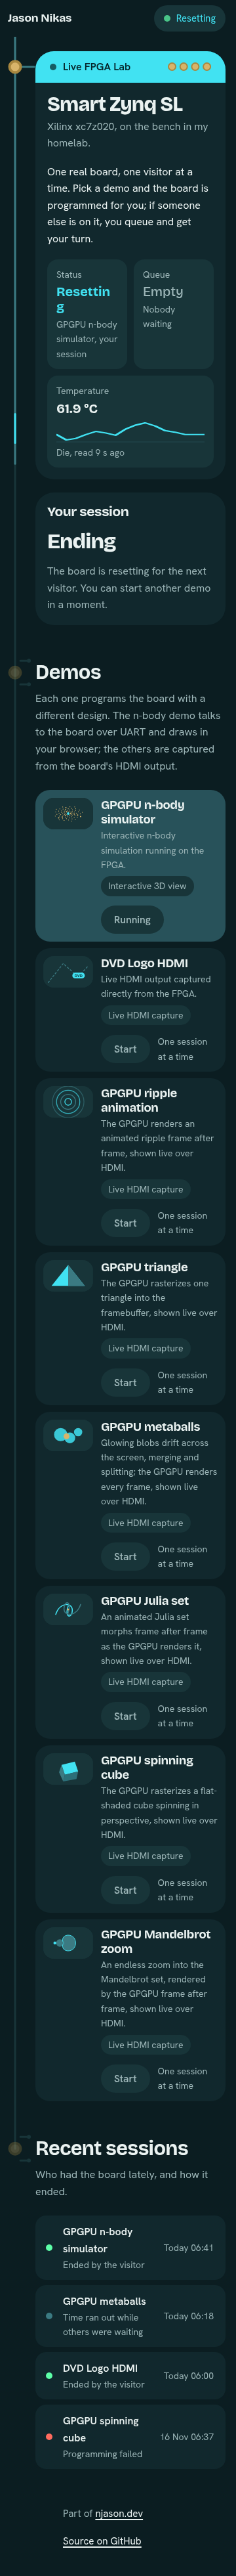 Jason Nikas
Resetting
Live FPGA Lab
Smart Zynq SL
Xilinx xc7z020, on the bench in my
homelab.
One real board, one visitor at a
time. Pick a demo and the board is
programmed for you; if someone
else is on it, you queue and get
your turn.
Status
Resettin
g
GPGPU n-body
simulator, your
session
Queue
Empty
Nobody
waiting
Temperature
61.9 °C
Die, read 9 s ago
Your session
Ending
The board is resetting for the next
visitor. You can start another demo
in a moment.
Demos
Each one programs the board with a
different design. The n-body demo talks
to the board over UART and draws in
your browser; the others are captured
from the board's HDMI output.
GPGPU n-body
simulator
Interactive n-body
simulation running on the
FPGA.
Interactive 3D view
Running
DVD Logo HDMI
Live HDMI output captured
directly from the FPGA.
Live HDMI capture
Start
One session
at a time
GPGPU ripple
animation
The GPGPU renders an
animated ripple frame after
frame, shown live over
HDMI.
Live HDMI capture
Start
One session
at a time
GPGPU triangle
The GPGPU rasterizes one
triangle into the
framebuffer, shown live over
HDMI.
Live HDMI capture
Start
One session
at a time
GPGPU metaballs
Glowing blobs drift across
the screen, merging and
splitting; the GPGPU renders
every frame, shown live
over HDMI.
Live HDMI capture
Start
One session
at a time
GPGPU Julia set
An animated Julia set
morphs frame after frame
as the GPGPU renders it,
shown live over HDMI.
Live HDMI capture
Start
One session
at a time
GPGPU spinning
cube
The GPGPU rasterizes a flat-
shaded cube spinning in
perspective, shown live over
HDMI.
Live HDMI capture
Start
One session
at a time
GPGPU Mandelbrot
zoom
An endless zoom into the
Mandelbrot set, rendered
by the GPGPU frame after
frame, shown live over
HDMI.
Live HDMI capture
Start
One session
at a time
Recent sessions
Who had the board lately, and how it
ended.
GPGPU n-body
simulator
Ended by the visitor
Today 06:41
GPGPU metaballs
Time ran out while
others were waiting
Today 06:18
DVD Logo HDMI
Ended by the visitor
Today 06:00
GPGPU spinning
cube
Programming failed
16 Nov 06:37
Part of njason.dev
Source on GitHub